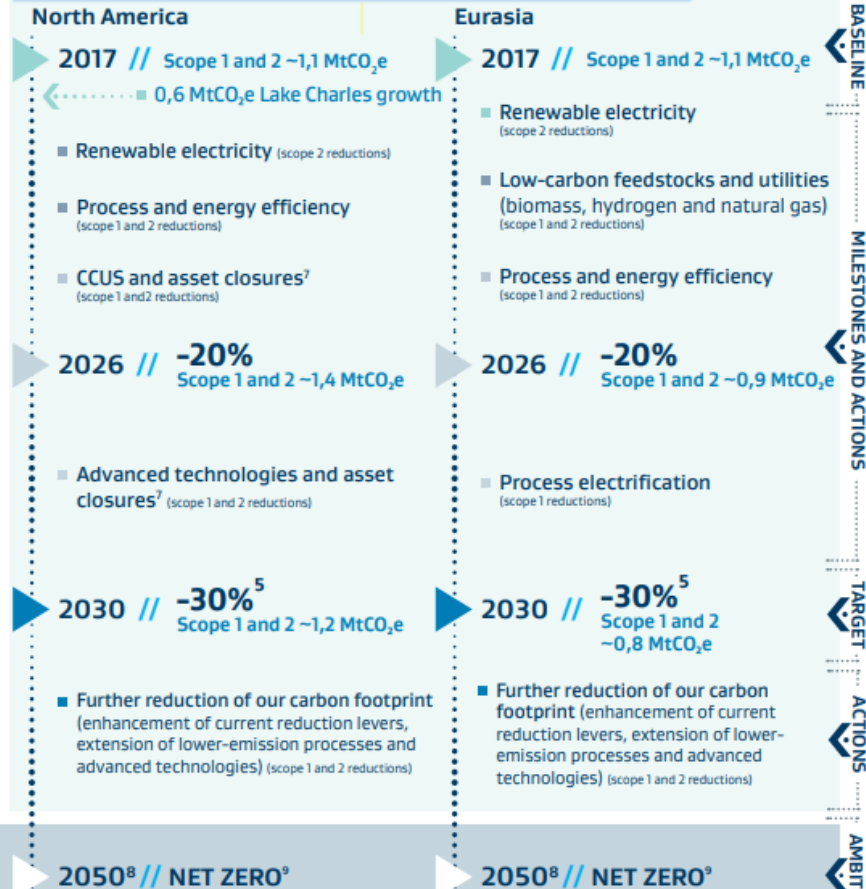 North America
2017 // Scope 1 and 2 ~1,1 MtCO₂e
0,6 MtCO₂e Lake Charles growth
Renewable electricity (scope 2 reductions)
Process and energy efficiency
(scope 1 and 2 reductions)
CCUS and asset closures⁷
(scope 1 and2 reductions)
2026 // -20%
Scope 1 and 2 ~1,4 MtCO₂e
Advanced technologies and asset
closures⁷ (scope 1 and 2 reductions)
2030 // -30%⁵
Scope 1 and 2 ~1,2 MtCO₂e
Further reduction of our carbon footprint
(enhancement of current reduction levers,
extension of lower-emission processes and
advanced technologies) (scope 1 and 2 reductions)
2050⁸ // NET ZERO⁹
Eurasia
2017 // Scope 1 and 2 ~1,1 MtCO₂e
Renewable electricity
(scope 2 reductions)
Low-carbon feedstocks and utilities
(biomass, hydrogen and natural gas)
(scope 1 and 2 reductions)
Process and energy efficiency
(scope 1 and 2 reductions)
2026 // -20%
Scope 1 and 2 ~0,9 MtCO₂e
Process electrification
(scope 1 reductions)
2030 // -30%⁵
Scope 1 and 2
~0,8 MtCO₂e
Further reduction of our carbon
footprint (enhancement of current
reduction levers, extension of lower-
emission processes and advanced
technologies) (scope 1 and 2 reductions)
2050⁸ // NET ZERO⁹
BASELINE
MILESTONES AND ACTIONS
TARGET
ACTIONS
AMBIT